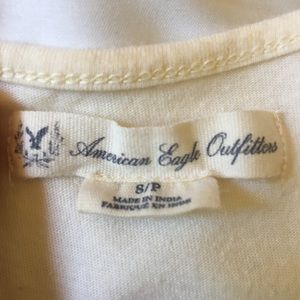 American Eagle Outfitters
S/P
MADE IN INDIA
FABRIQUÉ EN INDE